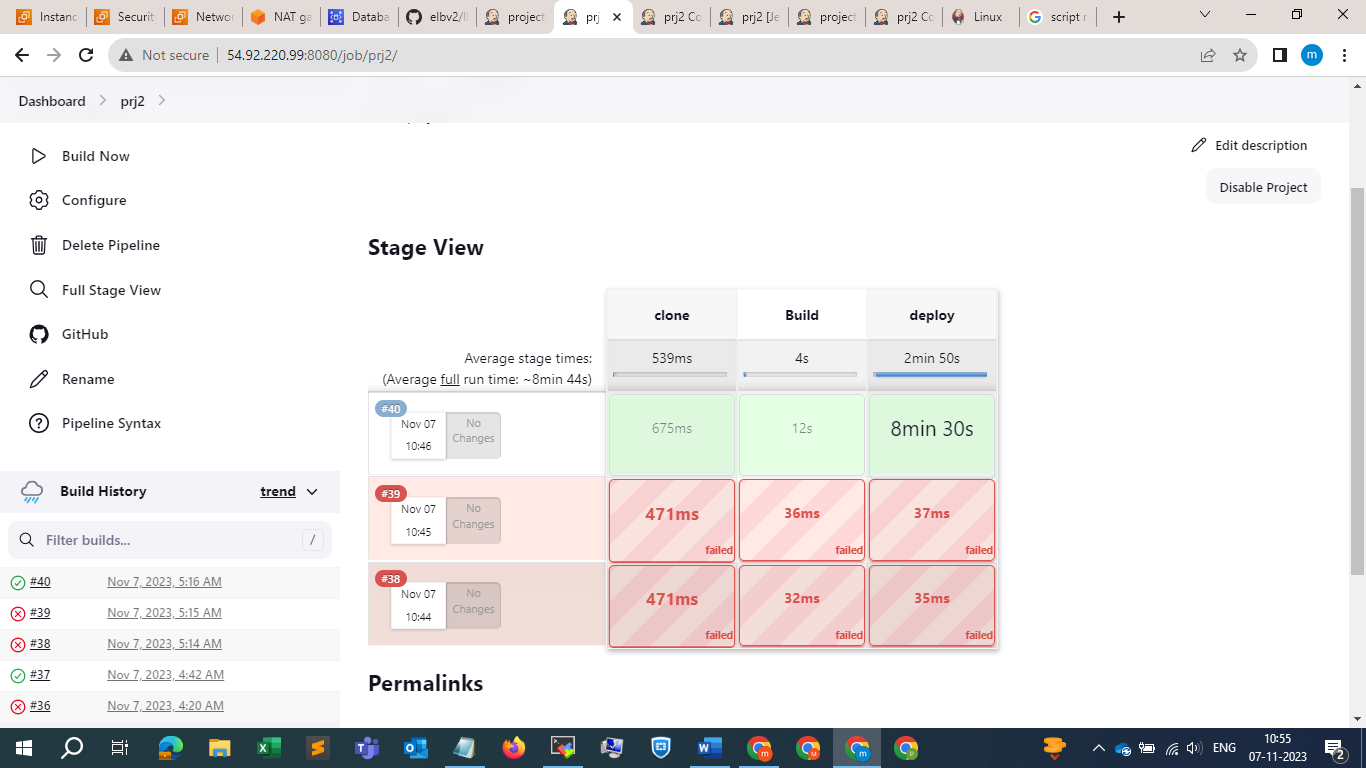 Instanc
Security
Networ
NAT ga
Databa
elbv2/l
project
prj
prj2 Co
prj2 [Je
project
prj2 Co
Linux
script r
Not secure
54.92.220.99:8080/job/prj2/
m
Dashboard
prj2
Build Now
Configure
Delete Pipeline
Full Stage View
GitHub
Rename
Pipeline Syntax
Build History
trend
Filter builds...
/
#40 Nov 7, 2023, 5:16 AM
#39 Nov 7, 2023, 5:15 AM
#38 Nov 7, 2023, 5:14 AM
#37 Nov 7, 2023, 4:42 AM
#36 Nov 7, 2023, 4:20 AM
Edit description
Disable Project
Stage View
clone Build deploy
Average stage times: 539ms 4s 2min 50s
(Average full run time: ~8min 44s)
#40
Nov 07
10:46
No
Changes
675ms 12s 8min 30s
#39
Nov 07
10:45
No
Changes
471ms 36ms 37ms
failed failed failed
#38
Nov 07
10:44
No
Changes
471ms 32ms 35ms
failed failed failed
Permalinks
ENG
10:55
07-11-2023
2